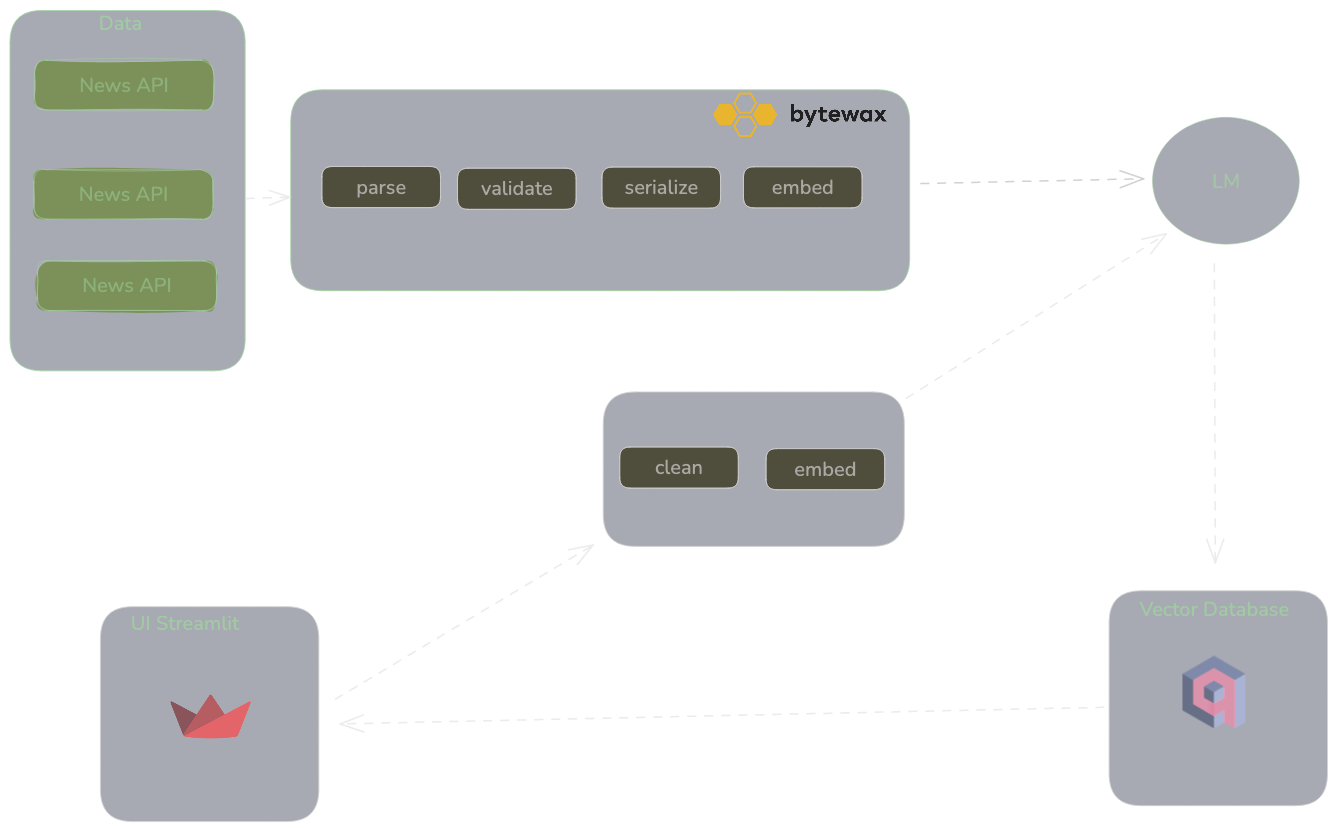 Data
News API
News API
News API
bytewax
parse
validate
serialize
embed
LM
clean
embed
UI Streamlit
Vector Database